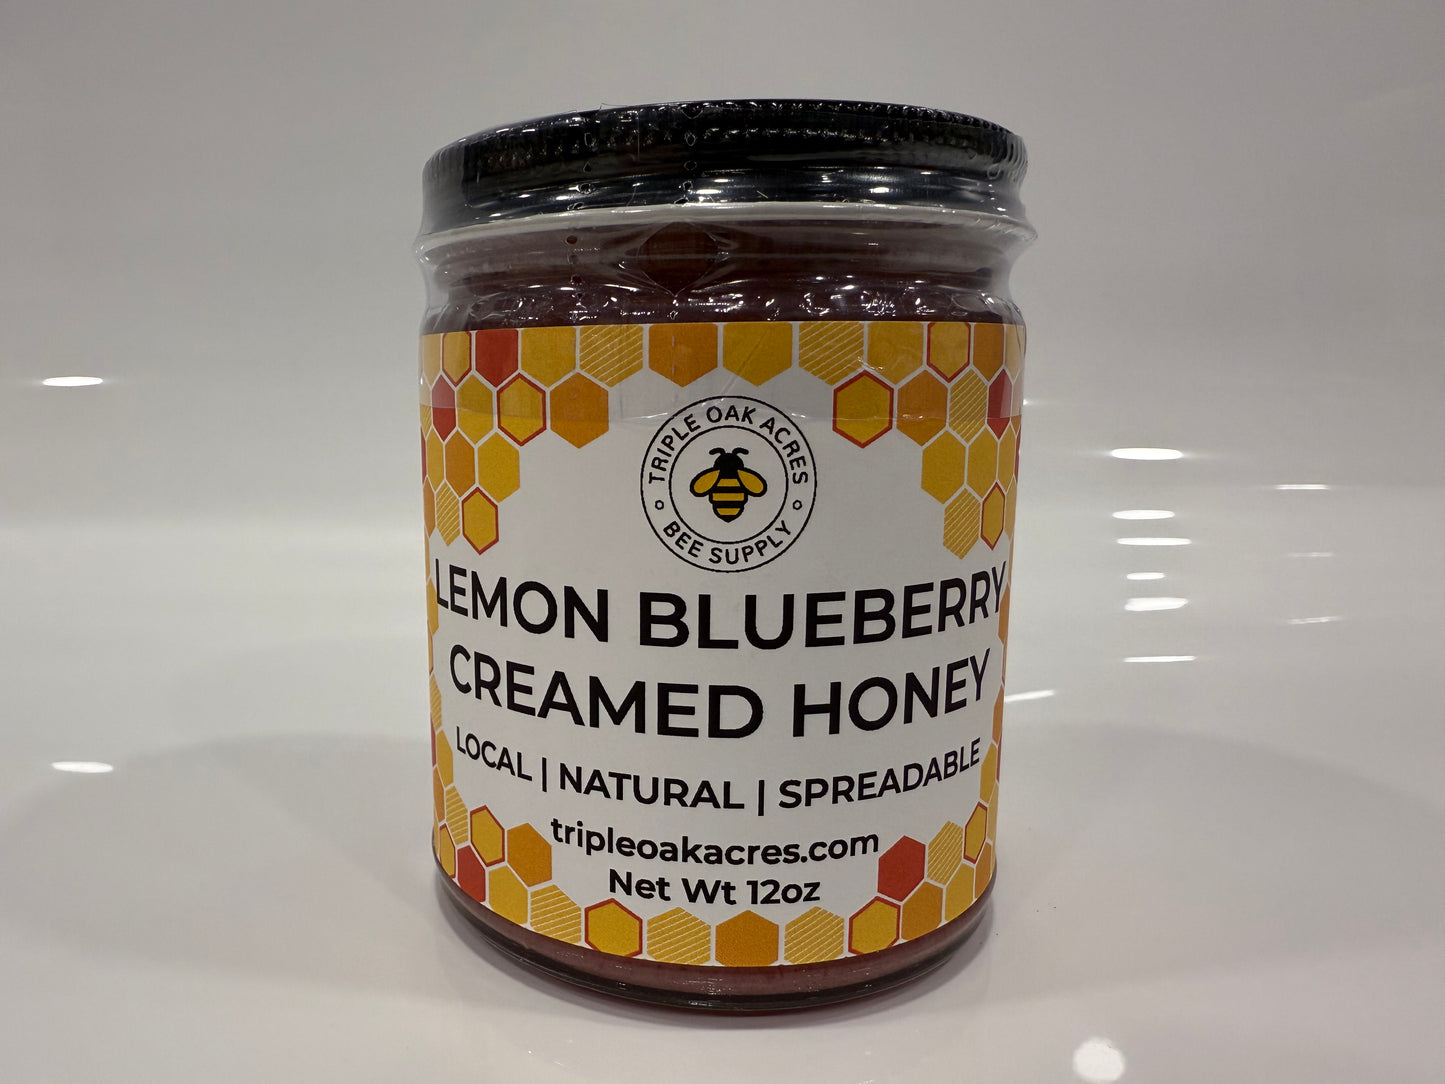 TRIPLE OAK ACRES
BEE SUPPLY
LEMON BLUEBERRY
CREAMED HONEY
LOCAL | NATURAL | SPREADABLE
tripleoakacres.com
Net Wt 12oz